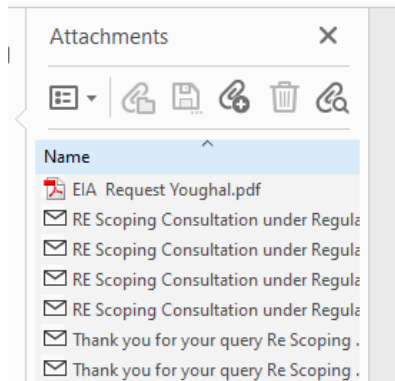 Attachments
Name
EIA Request Youghal.pdf
RE Scoping Consultation under Regula
RE Scoping Consultation under Regula
RE Scoping Consultation under Regula
RE Scoping Consultation under Regula
Thank you for your query Re Scoping .
Thank you for your query Re Scoping .